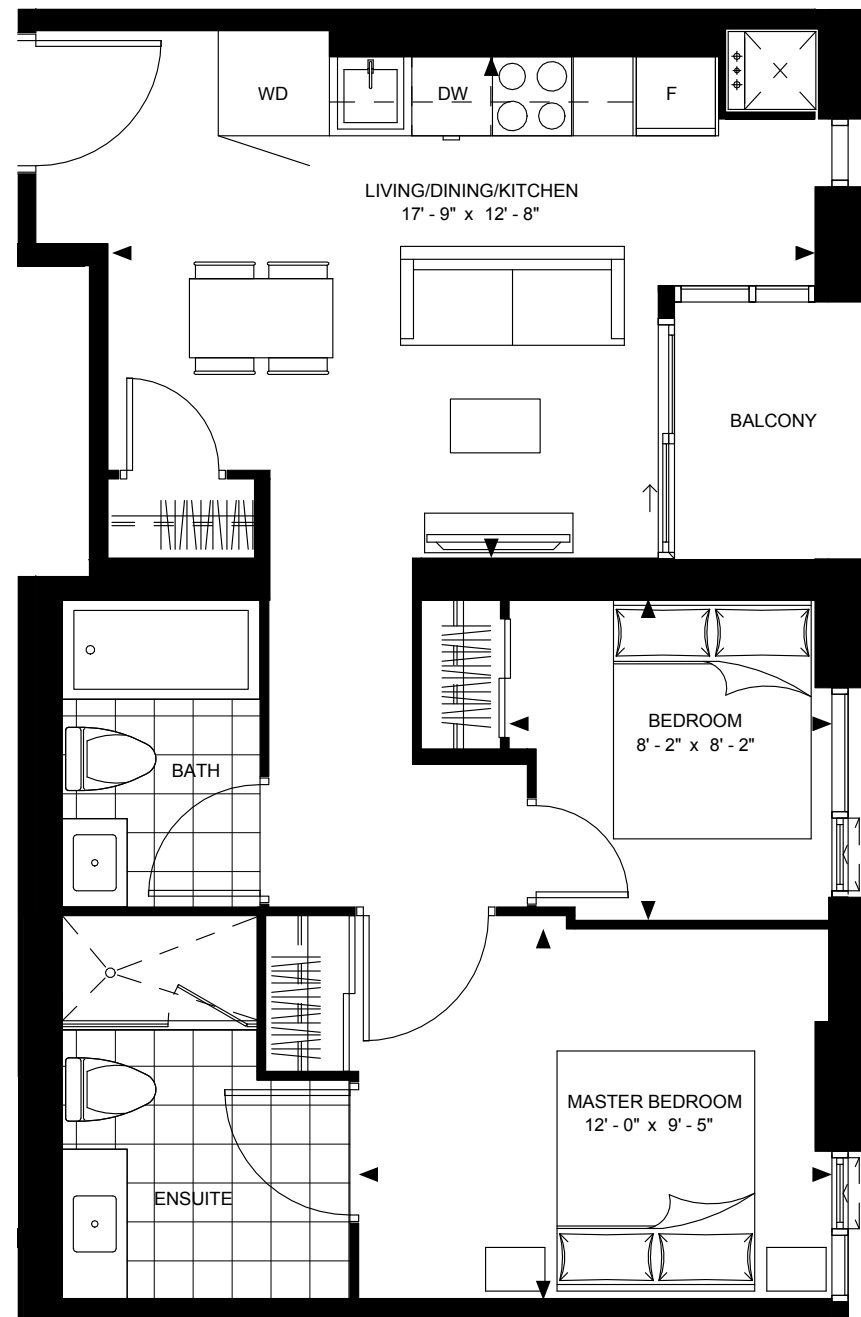 WD
DW
F
LIVING/DINING/KITCHEN
17' - 9" x 12' - 8"
BALCONY
BEDROOM
8' - 2" x 8' - 2"
BATH
MASTER BEDROOM
12' - 0" x 9' - 5"
ENSUITE